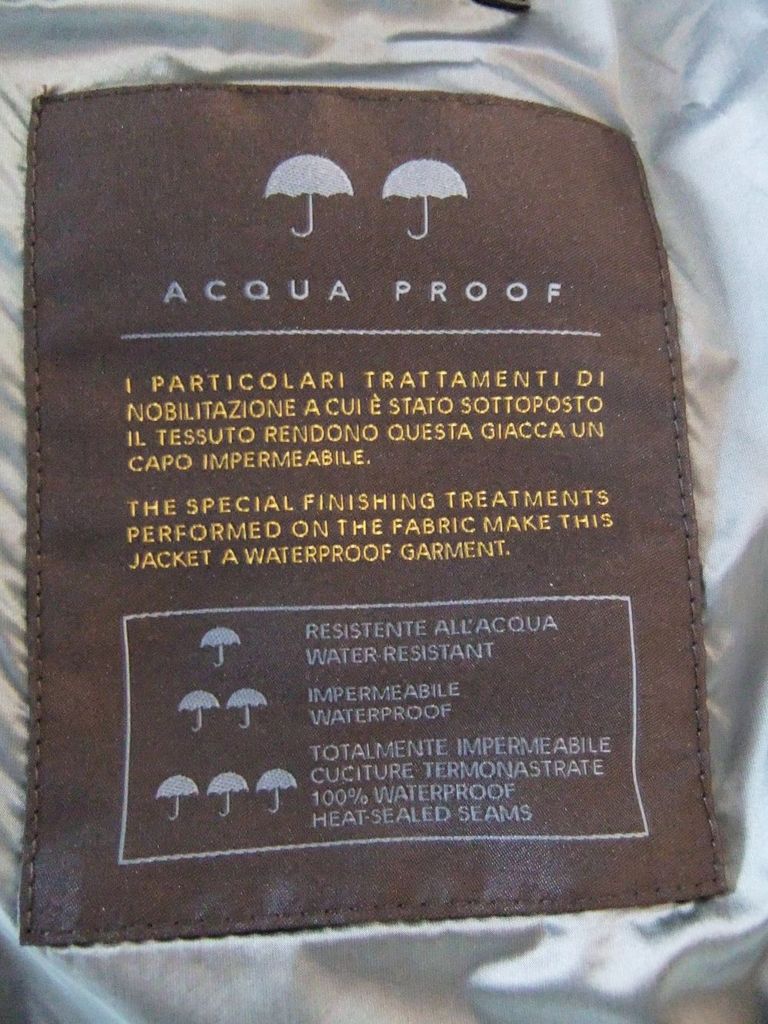 ACQUA PROOF
I PARTICOLARI TRATTAMENTI DI
NOBILITAZIONE A CUI È STATO SOTTOPOSTO
IL TESSUTO RENDONO QUESTA GIACCA UN
CAPO IMPERMEABILE.
THE SPECIAL FINISHING TREATMENTS
PERFORMED ON THE FABRIC MAKE THIS
JACKET A WATERPROOF GARMENT.
RESISTENTE ALL'ACQUA
WATER-RESISTANT
IMPERMEABILE
WATERPROOF
TOTALMENTE IMPERMEABILE
CUCITURE TERMONASTRATE
100% WATERPROOF
HEAT-SEALED SEAMS